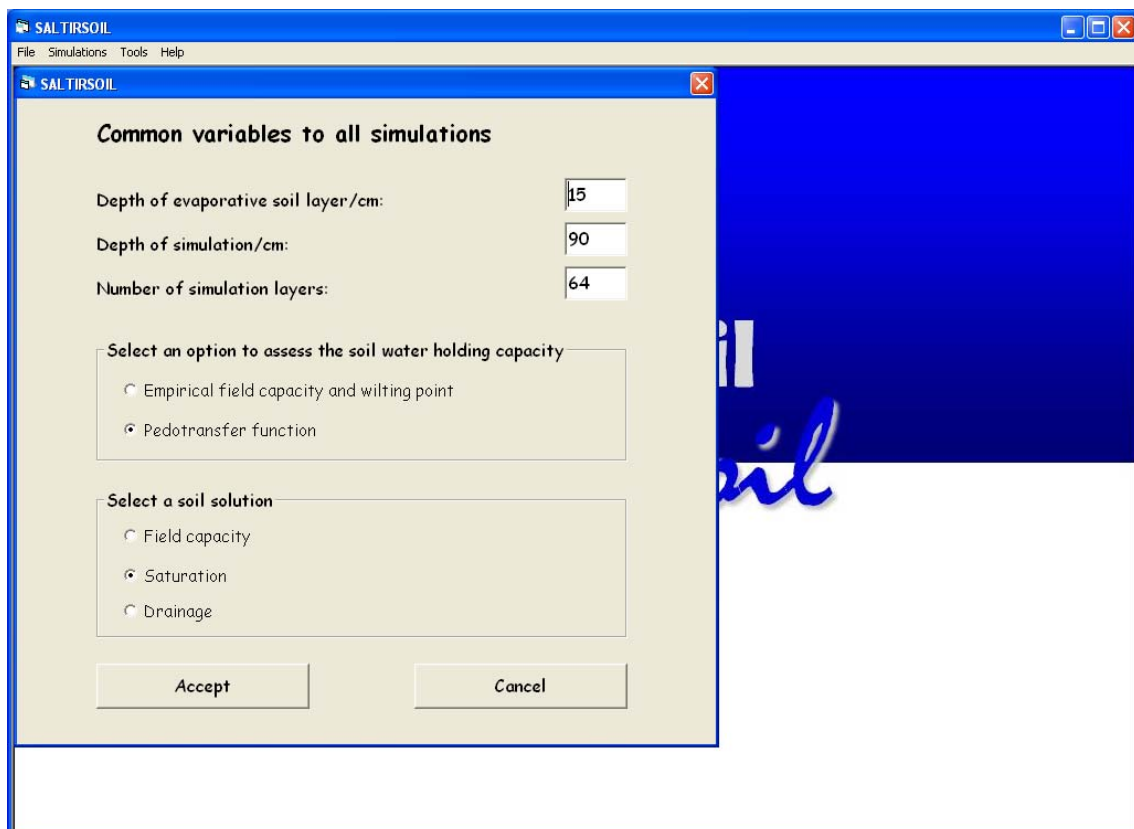 SALTIRSOIL
File Simulations Tools Help
SALTIRSOIL
Common variables to all simulations
Depth of evaporative soil layer/cm: 15
Depth of simulation/cm: 90
Number of simulation layers: 64
Select an option to assess the soil water holding capacity
Empirical field capacity and wilting point
Pedotransfer function
Select a soil solution
Field capacity
Saturation
Drainage
Accept Cancel
il
oil